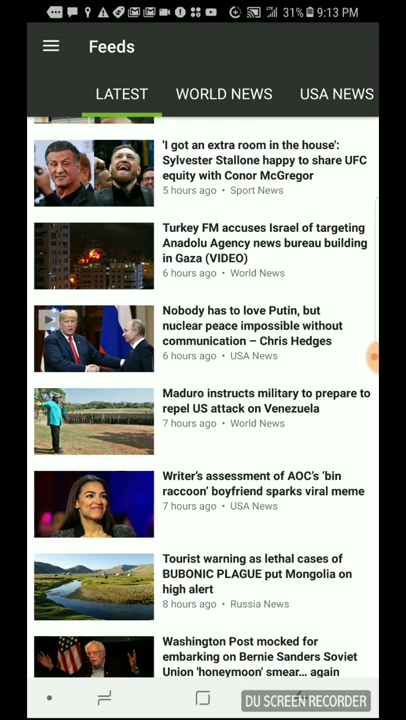 31% 9:13 PM
Feeds
LATEST WORLD NEWS USA NEWS
'I got an extra room in the house':
Sylvester Stallone happy to share UFC
equity with Conor McGregor
5 hours ago • Sport News
Turkey FM accuses Israel of targeting
Anadolu Agency news bureau building
in Gaza (VIDEO)
6 hours ago • World News
Nobody has to love Putin, but
nuclear peace impossible without
communication – Chris Hedges
6 hours ago • USA News
Maduro instructs military to prepare to
repel US attack on Venezuela
7 hours ago • World News
Writer's assessment of AOC's 'bin
raccoon' boyfriend sparks viral meme
7 hours ago • USA News
Tourist warning as lethal cases of
BUBONIC PLAGUE put Mongolia on
high alert
8 hours ago • Russia News
Washington Post mocked for
embarking on Bernie Sanders Soviet
Union 'honeymoon' smear... again
DU SCREEN RECORDER